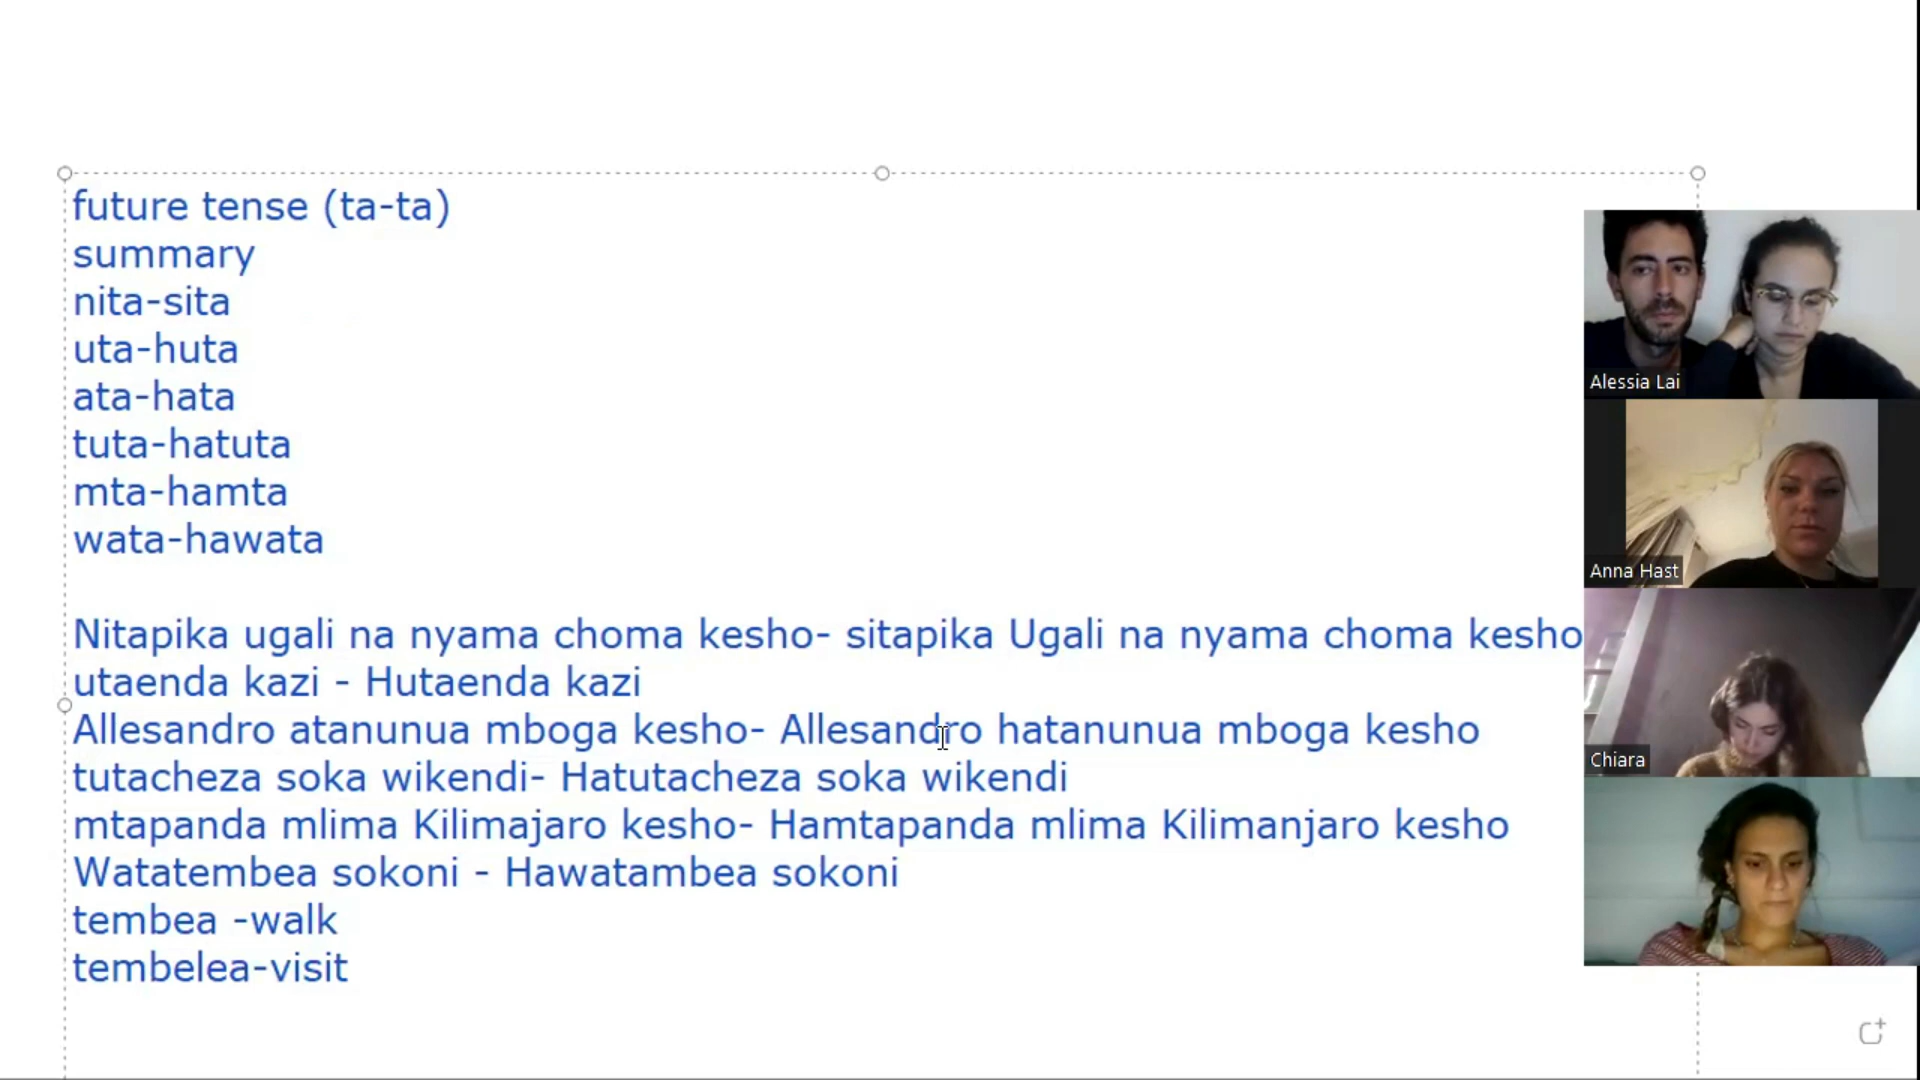 future tense (ta-ta)
summary
nita-sita
uta-huta
ata-hata
tuta-hatuta
mta-hamta
wata-hawata
Nitapika ugali na nyama choma kesho- sitapika Ugali na nyama choma kesho
utaenda kazi - Hutaenda kazi
Allesandro atanunua mboga kesho- Allesandro hatanunua mboga kesho
tutacheza soka wikendi- Hatutacheza soka wikendi
mtapanda mlima Kilimajaro kesho- Hamtapanda mlima Kilimanjaro kesho
Watatembea sokoni - Hawatambea sokoni
tembea -walk
tembelea-visit
Alessia Lai
Anna Hast
Chiara